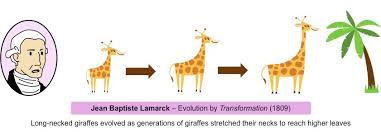 Jean Baptiste Lamarck – Evolution by Transformation (1809)
Long-necked giraffes evolved as generations of giraffes stretched their necks to reach higher leaves